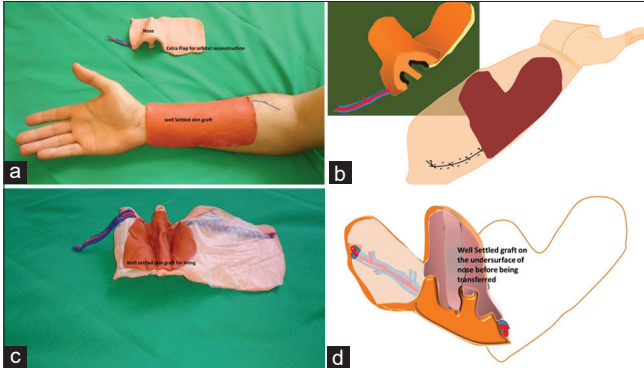 Nose
Extra Flap for orbital reconstruction
well Settled skin graft
a
b
Well settled skin graft for lining
c
Well Settled graft on
the undersurface of
nose before being
transferred
d